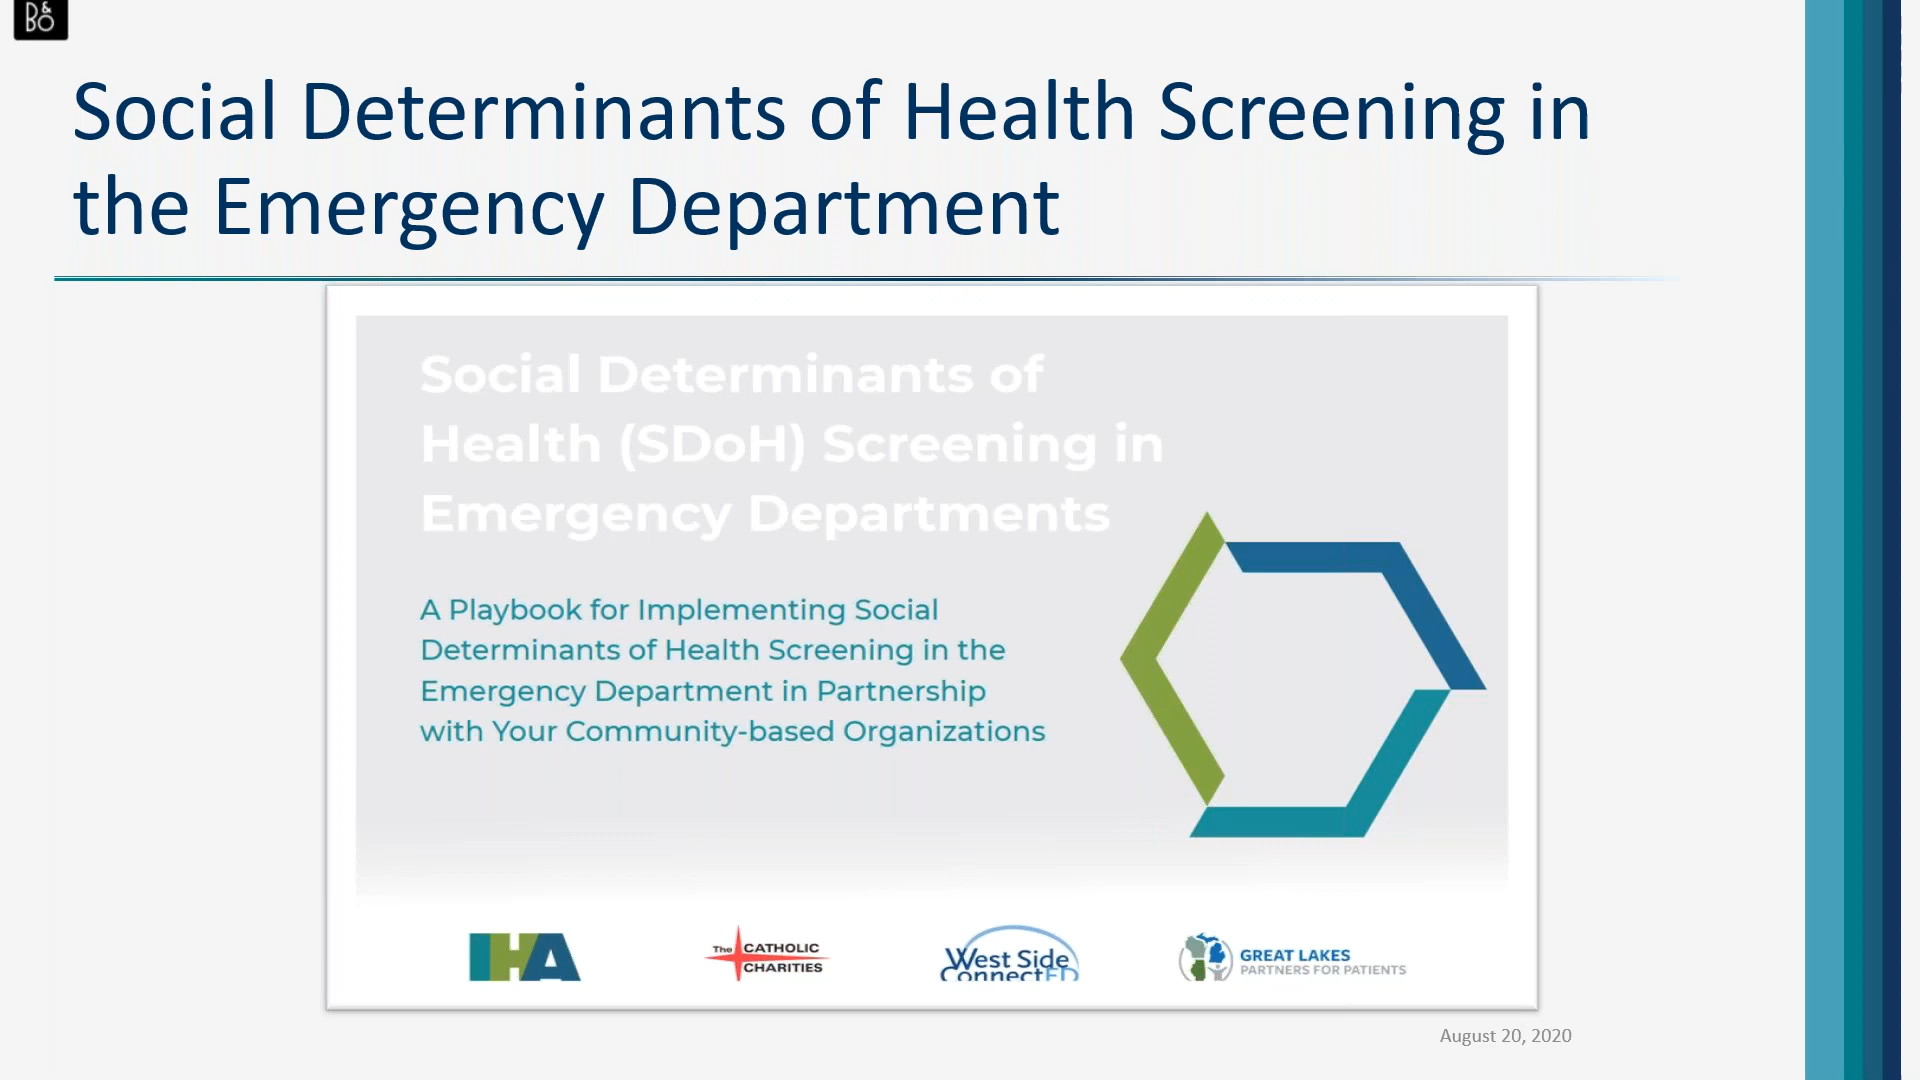 B&O
Social Determinants of Health Screening in
the Emergency Department
Social Determinants of
Health (SDoH) Screening in
Emergency Departments
A Playbook for Implementing Social
Determinants of Health Screening in the
Emergency Department in Partnership
with Your Community-based Organizations
IHA
The CATHOLIC
CHARITIES
West Side
ConnectED
GREAT LAKES
PARTNERS FOR PATIENTS
August 20, 2020